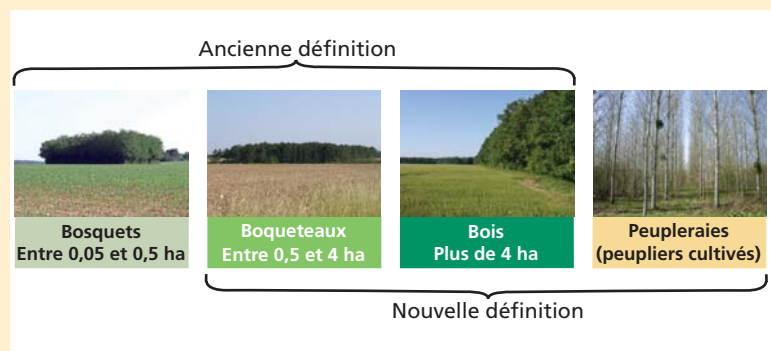 Ancienne définition
Bosquets
Entre 0,05 et 0,5 ha
Boqueteaux
Entre 0,5 et 4 ha
Bois
Plus de 4 ha
Peupleraies
(peupliers cultivés)
Nouvelle définition